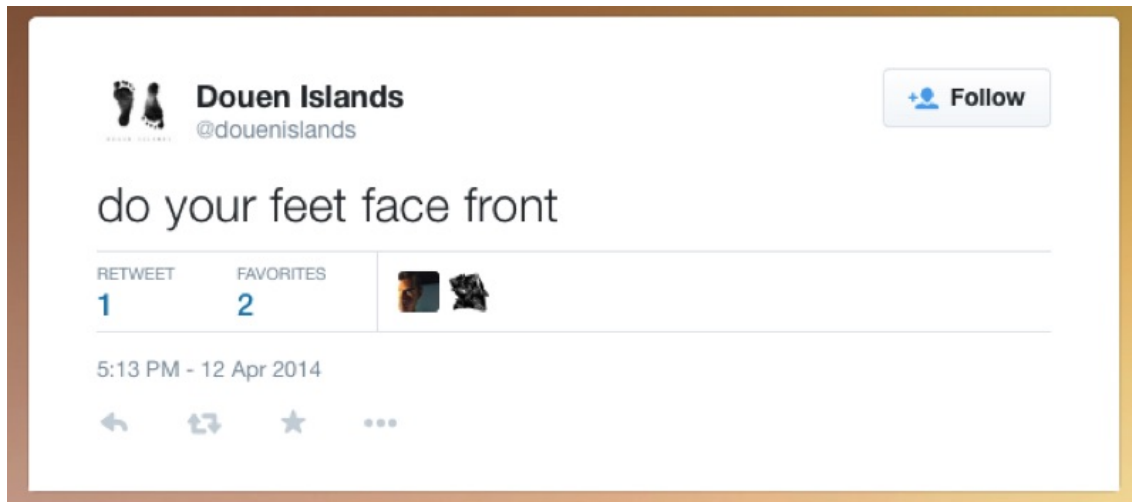 Douen Islands
@douenislands
Follow
do your feet face front
RETWEET
FAVORITES
1
2
5:13 PM - 12 Apr 2014